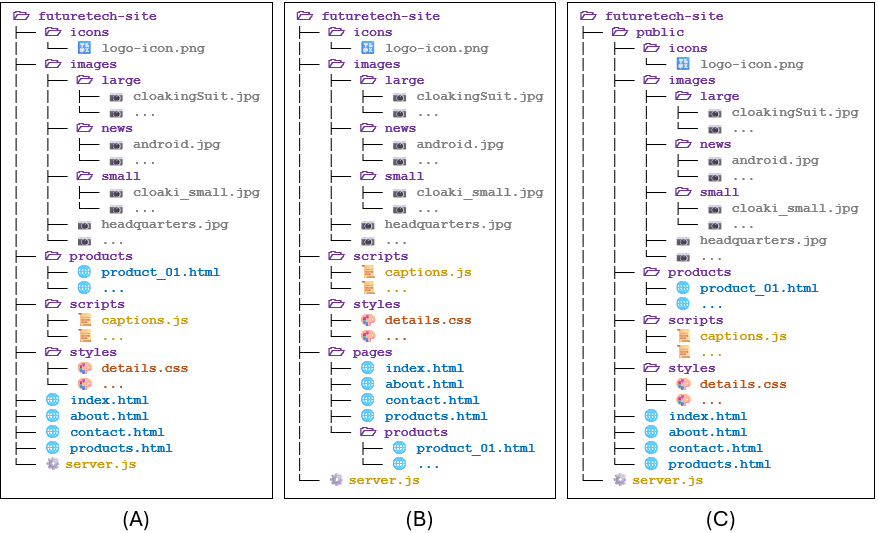 futuretech-site
icons
logo-icon.png
images
large
cloakingSuit.jpg
...
news
android.jpg
...
small
cloaki_small.jpg
...
headquarters.jpg
...
products
product_01.html
...
scripts
captions.js
...
styles
details.css
...
index.html
about.html
contact.html
products.html
server.js
(A)
futuretech-site
icons
logo-icon.png
images
large
cloakingSuit.jpg
...
news
android.jpg
...
small
cloaki_small.jpg
...
headquarters.jpg
...
scripts
captions.js
...
styles
details.css
...
pages
index.html
about.html
contact.html
products.html
products
product_01.html
...
server.js
(B)
futuretech-site
public
icons
logo-icon.png
images
large
cloakingSuit.jpg
...
news
android.jpg
...
small
cloaki_small.jpg
...
headquarters.jpg
...
products
product_01.html
...
scripts
captions.js
...
styles
details.css
...
index.html
about.html
contact.html
products.html
server.js
(C)